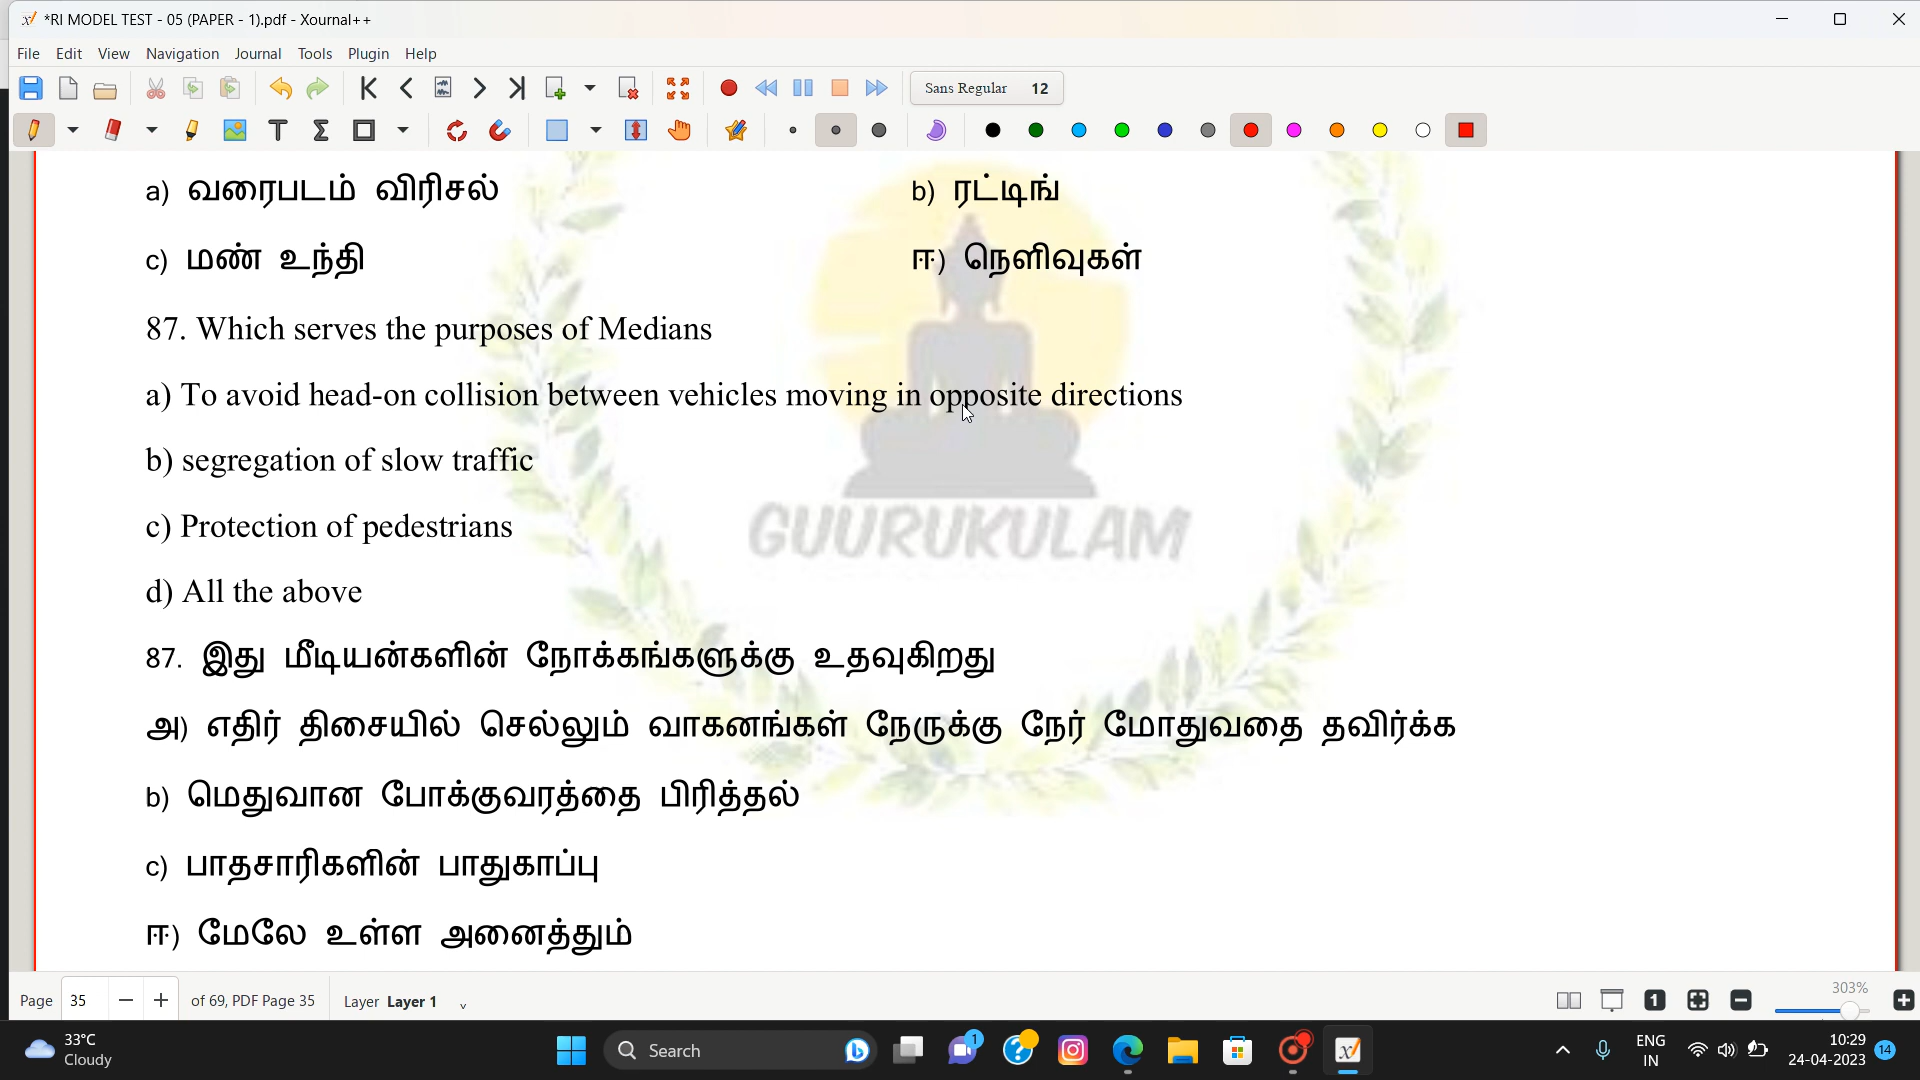 *RI MODEL TEST - 05 (PAPER - 1).pdf - Xournal++
File Edit View Navigation Journal Tools Plugin Help
Sans Regular 12
a) வரைபடம் விரிசல் b) ரட்டிங்
c) மண் உந்தி ஈ) நெளிவுகள்
87. Which serves the purposes of Medians
a) To avoid head-on collision between vehicles moving in opposite directions
b) segregation of slow traffic
GUURUKULAM
c) Protection of pedestrians
d) All the above
87. இது மீடியன்களின் நோக்கங்களுக்கு உதவுகிறது
அ) எதிர் திசையில் செல்லும் வாகனங்கள் நேருக்கு நேர் மோதுவதை தவிர்க்க
b) மெதுவான போக்குவரத்தை பிரித்தல்
c) பாதசாரிகளின் பாதுகாப்பு
ஈ) மேலே உள்ள அனைத்தும்
Page 35 of 69, PDF Page 35 Layer Layer 1 303%
33°C
Cloudy
Search
1
ENG
IN
10:29
24-04-2023
14